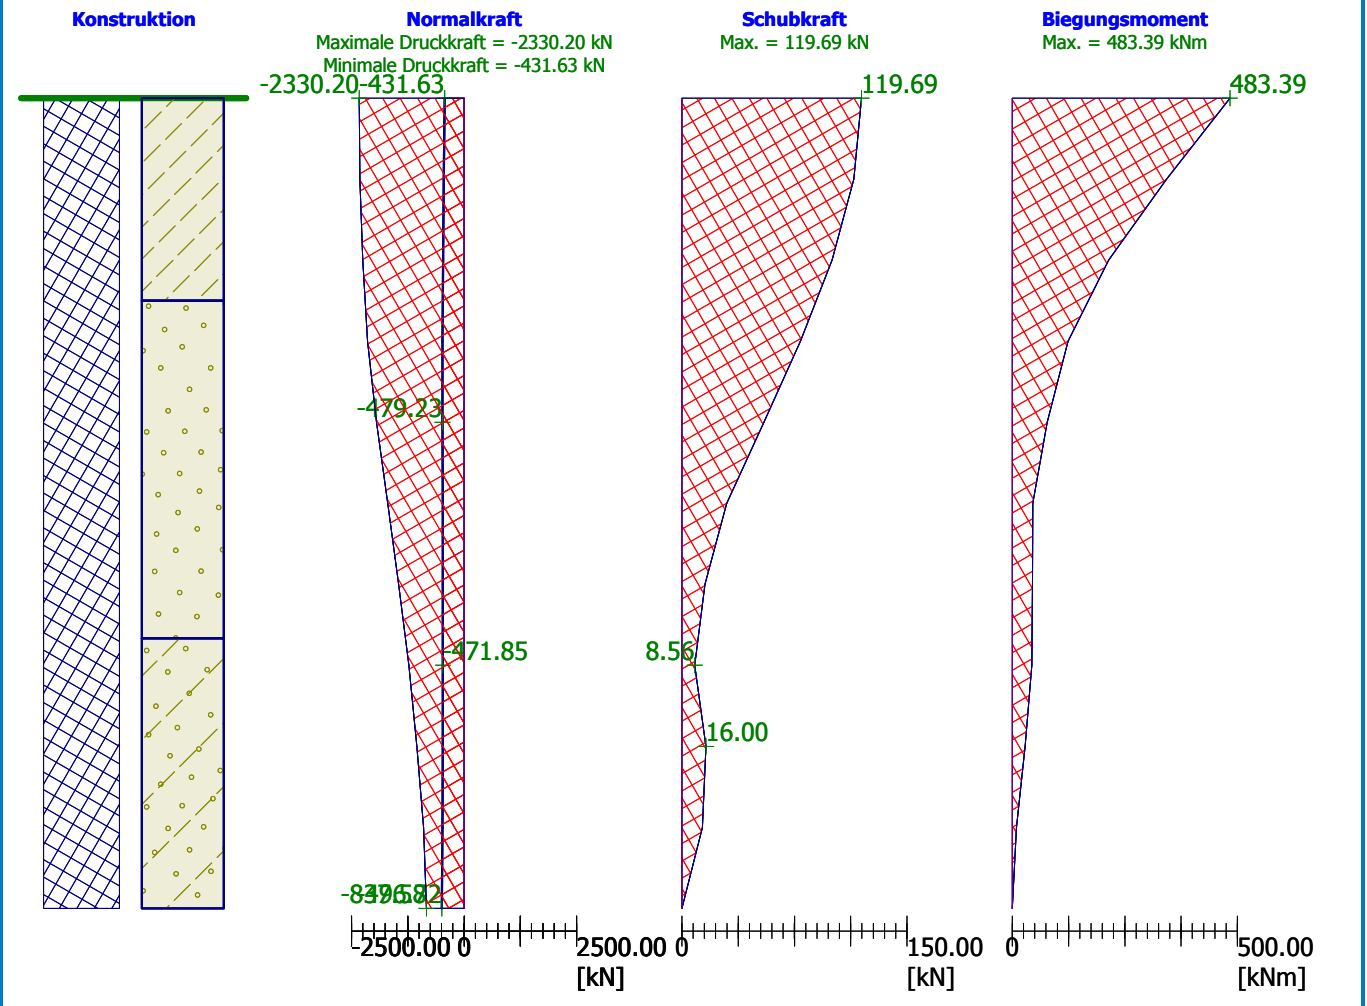 Konstruktion
Normalkraft
Maximale Druckkraft = -2330.20 kN
Minimale Druckkraft = -431.63 kN
Schubkraft
Max. = 119.69 kN
Biegungsmoment
Max. = 483.39 kNm
-2330.20 -431.63
119.69
483.39
-479.23
-471.85
8.56
16.00
-2500.00 0 2500.00
[kN]
0 150.00
[kN]
0 500.00
[kNm]